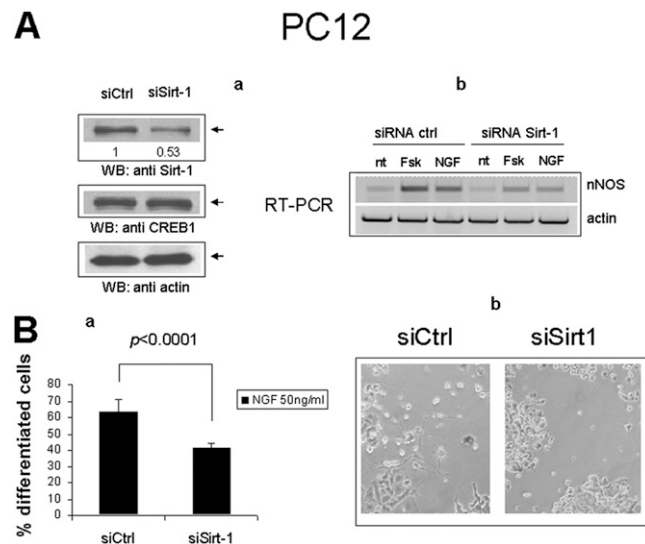 A
PC12
a
siCtrl siSirt-1
1 0.53
WB: anti Sirt-1
WB: anti CREB1
WB: anti actin
b
siRNA ctrl siRNA Sirt-1
nt Fsk NGF nt Fsk NGF
RT-PCR
nNOS
actin
B
a
p<0.0001
% differentiated cells
80
70
60
50
40
30
20
10
0
NGF 50ng/ml
siCtrl siSirt-1
b
siCtrl siSirt1